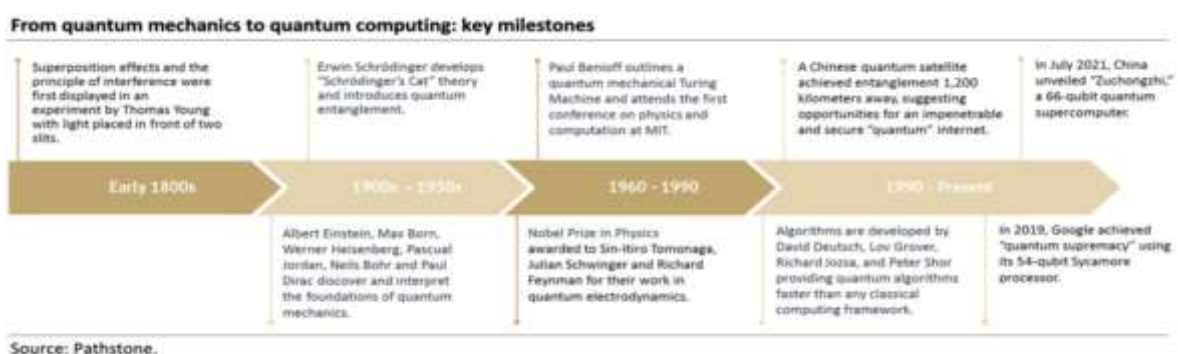 From quantum mechanics to quantum computing: key milestones
Superposition effects and the
principle of interference were
first displayed in an
experiment by Thomas Young
with light placed in front of two
slits.
Erwin Schrödinger develops
"Schrödinger's Cat" theory
and introduces quantum
entanglement.
Paul Benioff outlines a
quantum mechanical Turing
Machine and attends the first
conference on physics and
computation at MIT.
A Chinese quantum satellite
achieved entanglement 1,200
kilometers away, suggesting
opportunities for an impenetrable
and secure "quantum" internet.
In July 2021, China
unveiled "Zuchongzhi,"
a 66-qubit quantum
supercomputer.
Early 1800s
1900s – 1950s
1960 - 1990
1990 - Present
Albert Einstein, Max Born,
Werner Heisenberg, Pascual
Jordan, Neils Bohr and Paul
Dirac discover and interpret
the foundations of quantum
mechanics.
Nobel Prize in Physics
awarded to Sin-Itiro Tomonaga,
Julian Schwinger and Richard
Feynman for their work in
quantum electrodynamics.
Algorithms are developed by
David Deutsch, Lov Grover,
Richard Jozsa, and Peter Shor
providing quantum algorithms
faster than any classical
computing framework.
In 2019, Google achieved
"quantum supremacy" using
its 54-qubit Sycamore
processor.
Source: Pathstone.